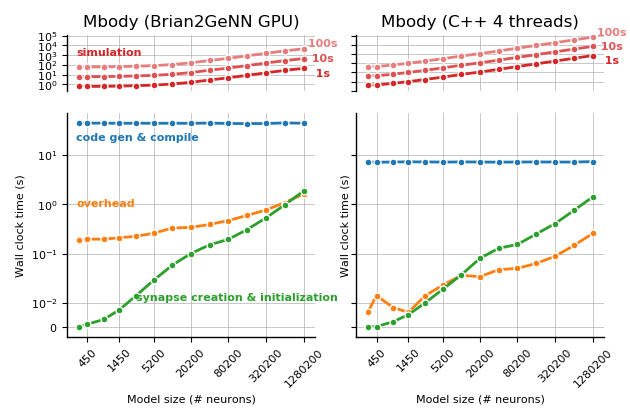 Mbody (Brian2GeNN GPU)
Mbody (C++ 4 threads)
10⁵
10⁴
10³
10²
10¹
10⁰
simulation
100s
10s
1s
100s
10s
1s
code gen & compile
overhead
synapse creation & initialization
Wall clock time (s)
10¹
10⁰
10⁻¹
10⁻²
0
Wall clock time (s)
450
1450
5200
20200
80200
320200
1280200
450
1450
5200
20200
80200
320200
1280200
Model size (# neurons)
Model size (# neurons)